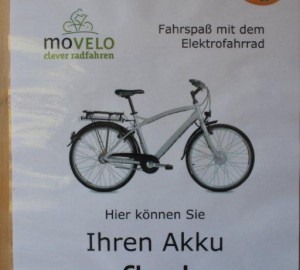 moVELO
clever radfahren
Fahrspaß mit dem
Elektrofahrrad
Hier können Sie
Ihren Akku